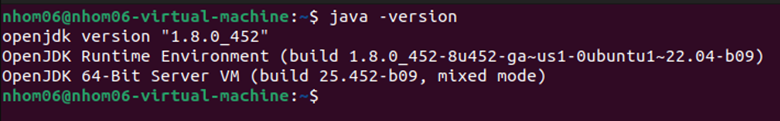 nhom06@nhom06-virtual-machine:~$ java -version
openjdk version "1.8.0_452"
OpenJDK Runtime Environment (build 1.8.0_452-8u452-ga~us1-0ubuntu1~22.04-b09)
OpenJDK 64-Bit Server VM (build 25.452-b09, mixed mode)
nhom06@nhom06-virtual-machine:~$